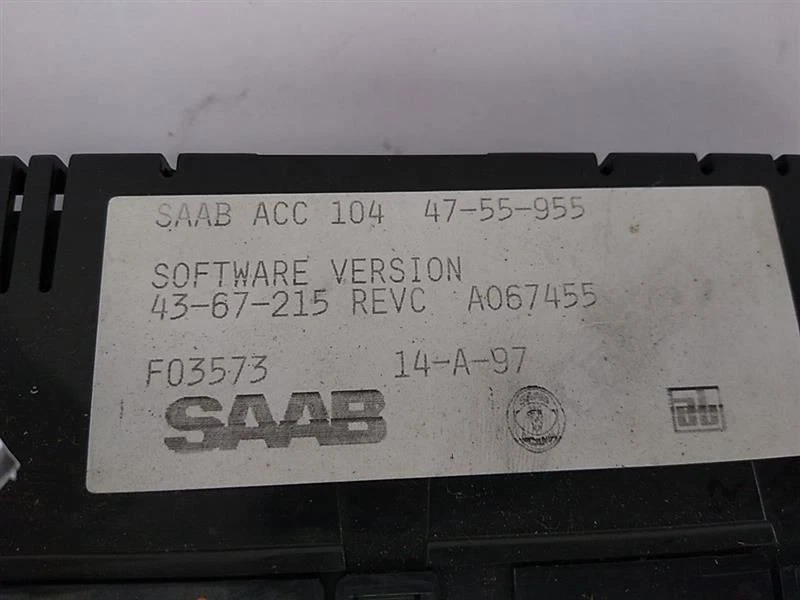 SAAB ACC 104 47-55-955
SOFTWARE VERSION
43-67-215 REVC A067455
F03573 14-A-97
SAAB